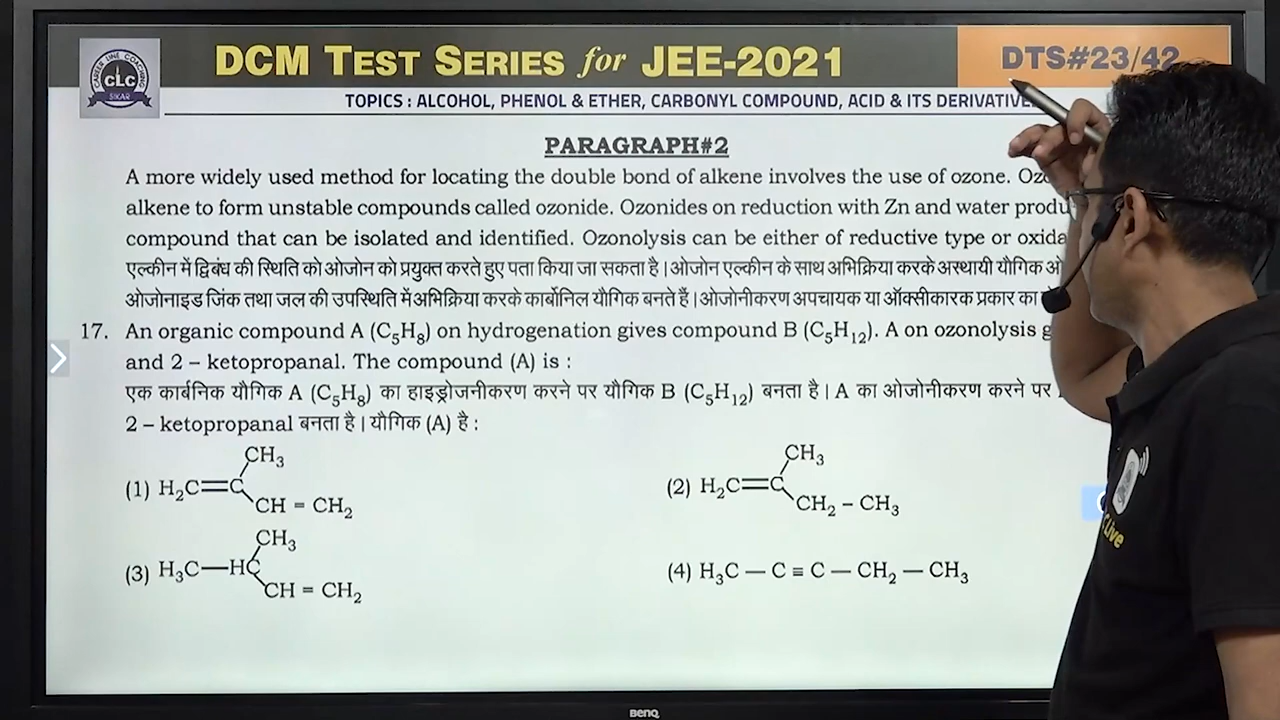 DCM TEST SERIES for JEE-2021
DTS#23/42
CAREER LINE COACHING
CLC
SIKAR
TOPICS : ALCOHOL, PHENOL & ETHER, CARBONYL COMPOUND, ACID & ITS DERIVATIVE
PARAGRAPH#2
A more widely used method for locating the double bond of alkene involves the use of ozone.
alkene to form unstable compounds called ozonide. Ozonides on reduction with Zn and water
compound that can be isolated and identified. Ozonolysis can be either of reductive type or
एल्कीन में द्विबंध की स्थिति को ओजोन को प्रयुक्त करते हुए पता किया जा सकता है। ओजोन एल्कीन के साथ अभिक्रिया करके अस्थायी यौगिक
ओजोनाइड जिंक तथा जल की उपस्थिति में अभिक्रिया करके कार्बोनिल यौगिक बनते हैं। ओजोनीकरण अपचायक या ऑक्सीकारक प्रकार का
17. An organic compound A (C₅H₈) on hydrogenation gives compound B (C₅H₁₂). A on ozonolysis
and 2 – ketopropanal. The compound (A) is :
एक कार्बनिक यौगिक A (C₅H₈) का हाइड्रोजनीकरण करने पर यौगिक B (C₅H₁₂) बनता है। A का ओजोनीकरण करने पर
2 – ketopropanal बनता है। यौगिक (A) है :
CH₃
(1) H₂C=C
CH = CH₂
CH₃
(2) H₂C=C
CH₂ – CH₃
CH₃
(3) H₃C—HC
CH = CH₂
(4) H₃C — C ≡ C — CH₂ — CH₃
Live
BenQ